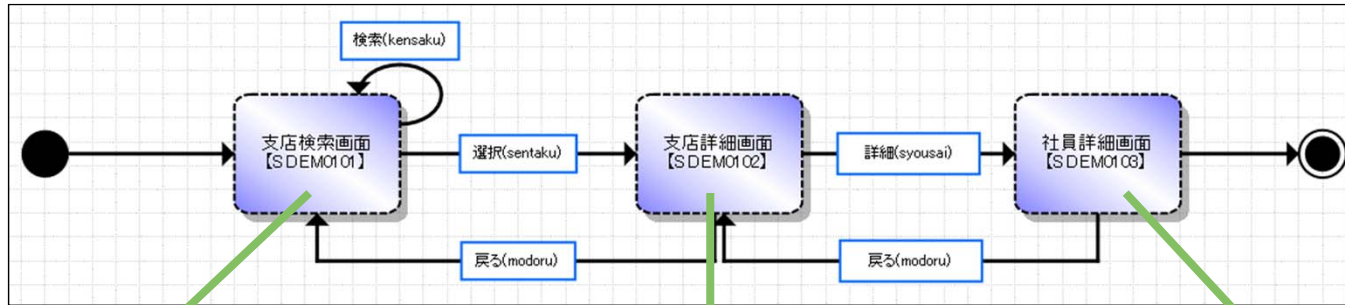 検索(kensaku)
支店検索画面
【SDEM0101】
選択(sentaku)
支店詳細画面
【SDEM0102】
詳細(syousai)
社員詳細画面
【SDEM0103】
戻る(modoru)
戻る(modoru)